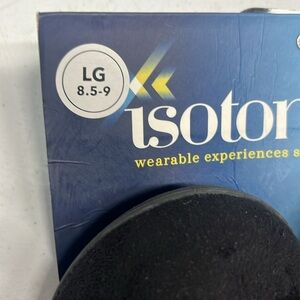 LG
8.5-9
isoton
wearable experiences s